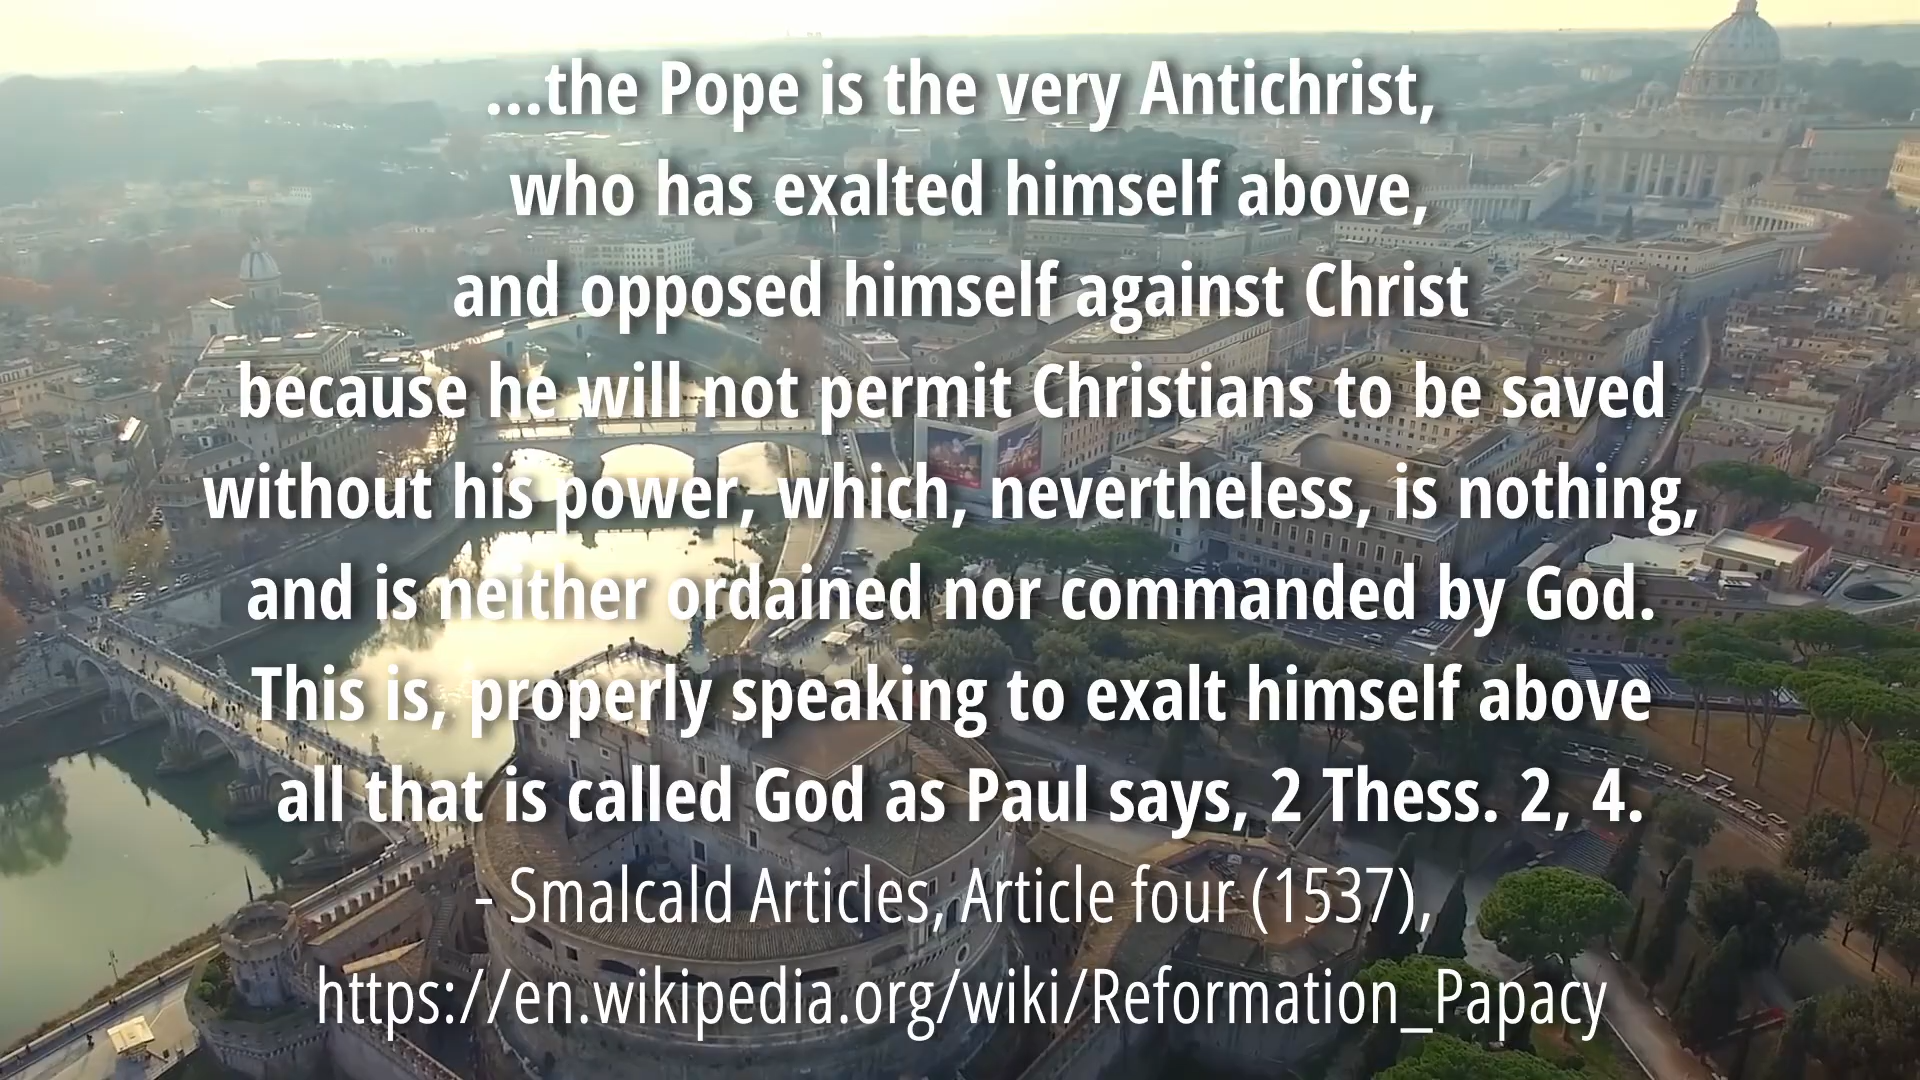 ...the Pope is the very Antichrist,
who has exalted himself above,
and opposed himself against Christ
because he will not permit Christians to be saved
without his power, which, nevertheless, is nothing,
and is neither ordained nor commanded by God.
This is, properly speaking to exalt himself above
all that is called God as Paul says, 2 Thess. 2, 4.
- Smalcald Articles, Article four (1537),
https://en.wikipedia.org/wiki/Reformation_Papacy